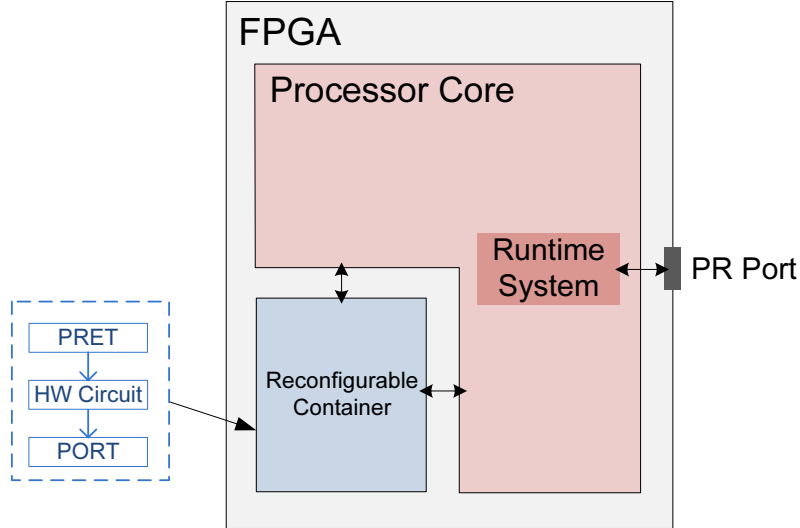 FPGA
Processor Core
Runtime
System
PR Port
PRET
HW Circuit
PORT
Reconfigurable
Container